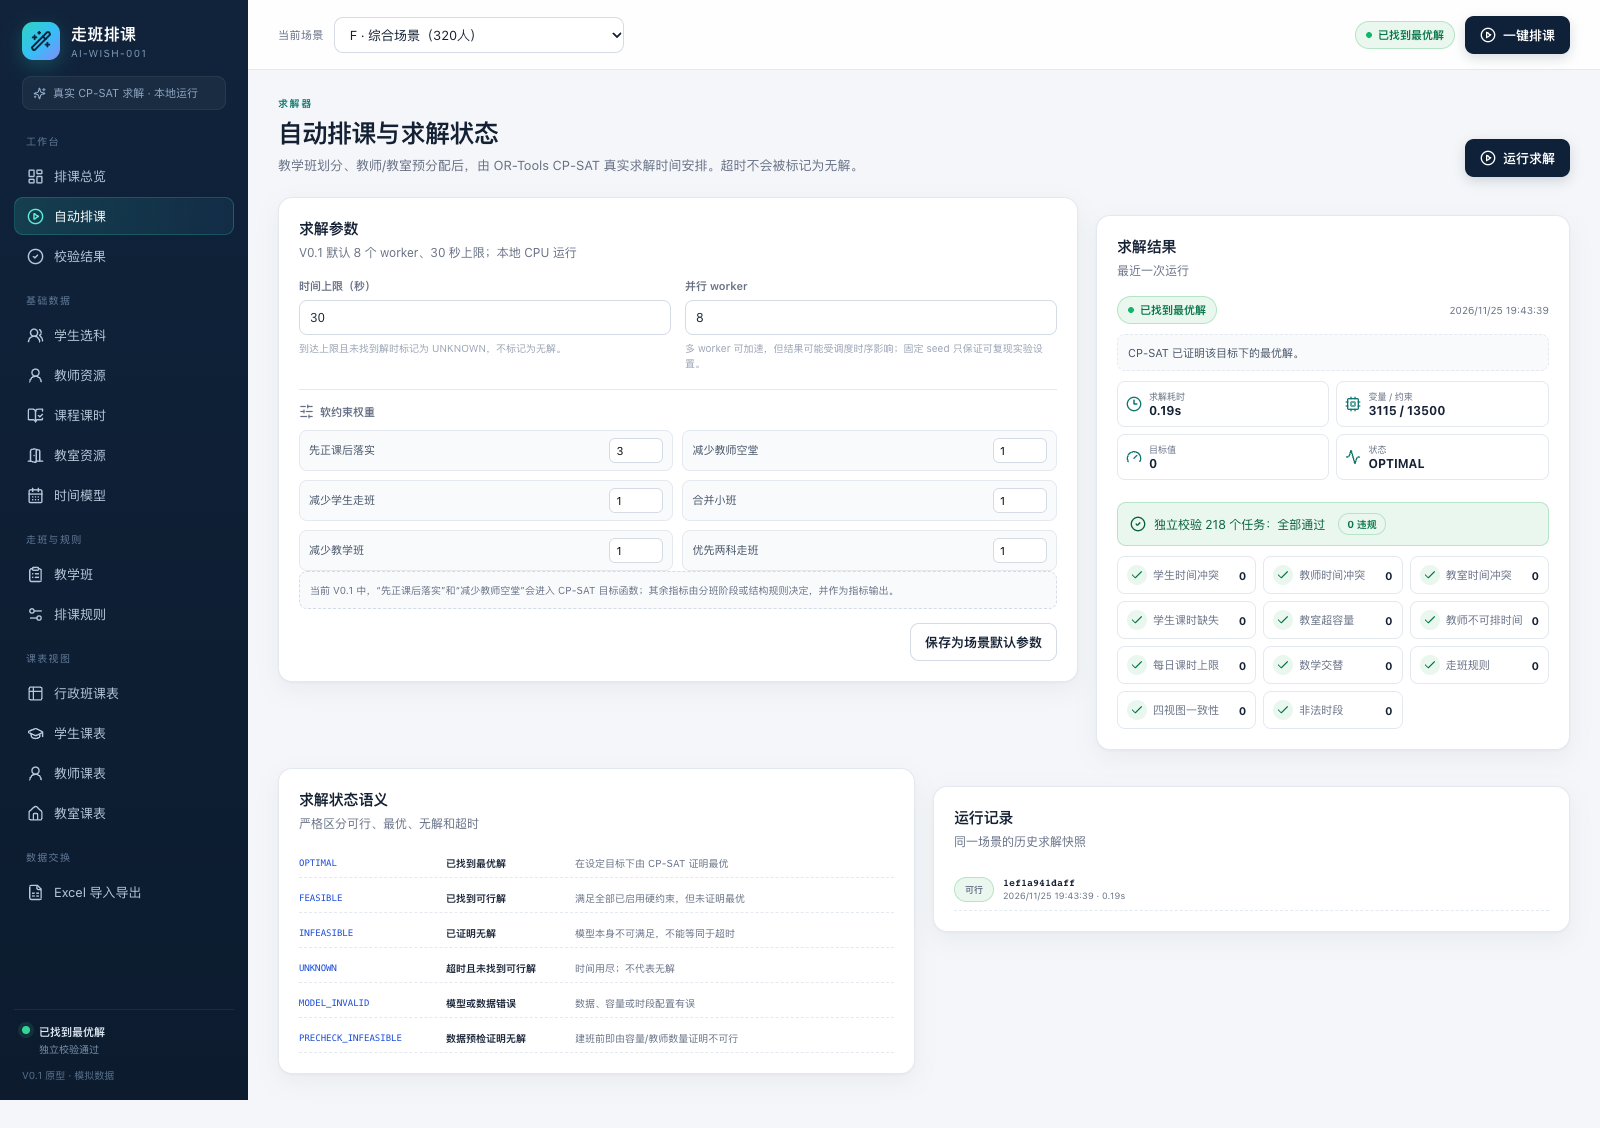 走班排课
AI-WISH-001
真实 CP-SAT 求解 · 本地运行
工作台
排课总览
自动排课
校验结果
基础数据
学生选科
教师资源
课程课时
教室资源
时间模型
走班与规则
教学班
排课规则
课表视图
行政班课表
学生课表
教师课表
教室课表
数据交换
Excel 导入导出
已找到最优解
独立校验通过
V0.1 原型 · 模拟数据
当前场景
F · 综合场景（320人）
已找到最优解
一键排课
求解器
自动排课与求解状态
教学班划分、教师/教室预分配后，由 OR-Tools CP-SAT 真实求解时间安排。超时不会被标记为无解。
运行求解
求解参数
V0.1 默认 8 个 worker、30 秒上限；本地 CPU 运行
时间上限（秒）
并行 worker
30
8
到达上限且未找到解时标记为 UNKNOWN，不标记为无解。
多 worker 可加速，但结果可能受调度时序影响；固定 seed 只保证可复现实验设
置。
软约束权重
先正课后落实
3
减少教师空堂
1
减少学生走班
1
合并小班
1
减少教学班
1
优先两科走班
1
当前 V0.1 中，“先正课后落实”和“减少教师空堂”会进入 CP-SAT 目标函数；其余指标由分班阶段或结构规则决定，并作为指标输出。
保存为场景默认参数
求解结果
最近一次运行
已找到最优解
2026/11/25 19:43:39
CP-SAT 已证明该目标下的最优解。
求解耗时
0.19s
变量 / 约束
3115 / 13500
目标值
0
状态
OPTIMAL
独立校验 218 个任务：全部通过
0 违规
学生时间冲突 0
教师时间冲突 0
教室时间冲突 0
学生课时缺失 0
教室超容量 0
教师不可排时间 0
每日课时上限 0
数学交替 0
走班规则 0
四视图一致性 0
非法时段 0
求解状态语义
严格区分可行、最优、无解和超时
OPTIMAL 已找到最优解 在设定目标下由 CP-SAT 证明最优
FEASIBLE 已找到可行解 满足全部已启用硬约束，但未证明最优
INFEASIBLE 已证明无解 模型本身不可满足，不能等同于超时
UNKNOWN 超时且未找到可行解 时间用尽；不代表无解
MODEL_INVALID 模型或数据错误 数据、容量或时段配置有误
PRECHECK_INFEASIBLE 数据预检证明无解 建班前即由容量/教师数量证明不可行
运行记录
同一场景的历史求解快照
可行
1ef1a941daff
2026/11/25 19:43:39 · 0.19s